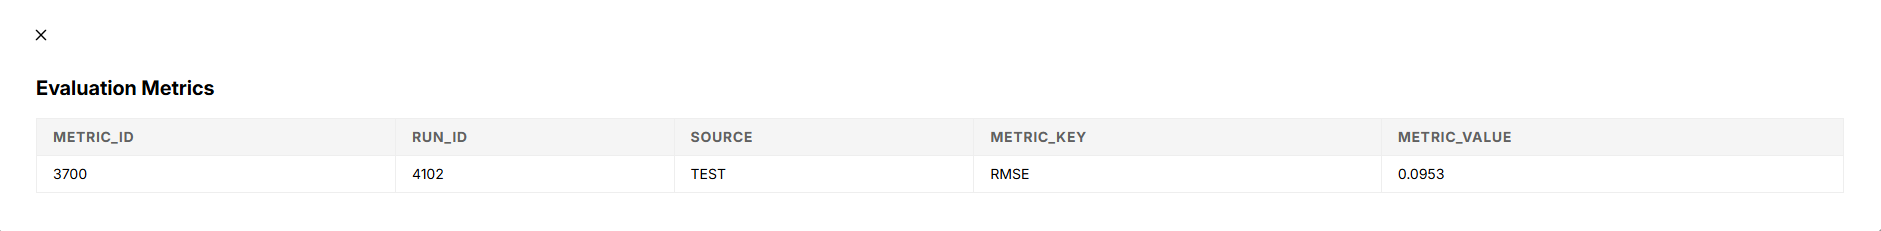 Evaluation Metrics
METRIC_ID RUN_ID SOURCE METRIC_KEY METRIC_VALUE
3700 4102 TEST RMSE 0.0953